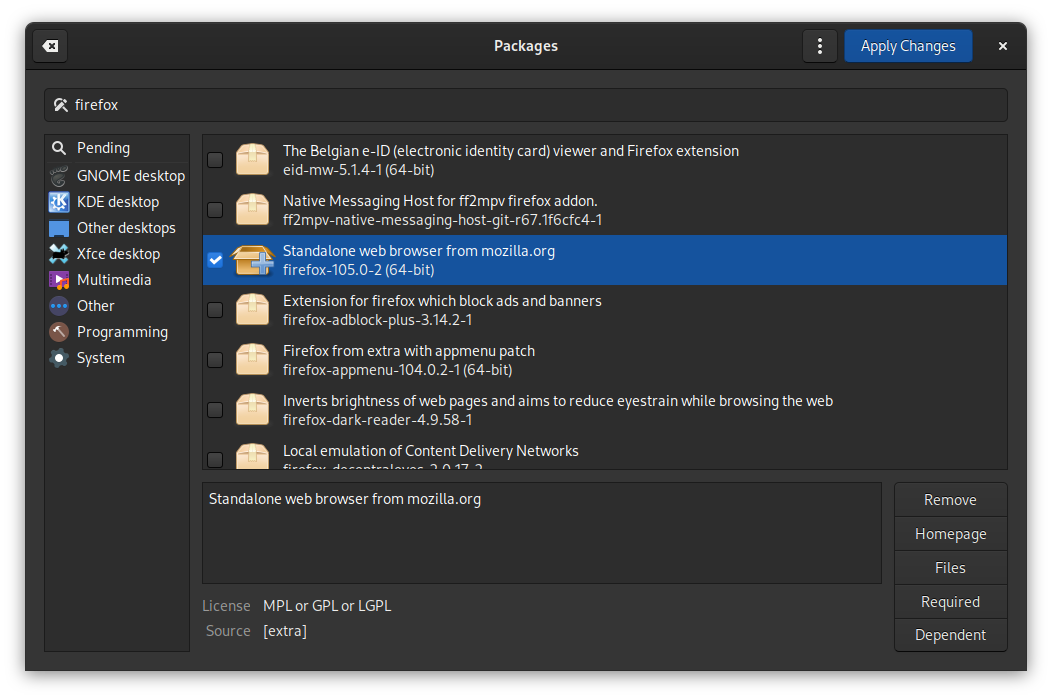 Packages
Apply Changes
firefox
Pending
GNOME desktop
KDE desktop
Other desktops
Xfce desktop
Multimedia
Other
Programming
System
The Belgian e-ID (electronic identity card) viewer and Firefox extension
eid-mw-5.1.4-1 (64-bit)
Native Messaging Host for ff2mpv firefox addon.
ff2mpv-native-messaging-host-git-r67.1f6cfc4-1
Standalone web browser from mozilla.org
firefox-105.0-2 (64-bit)
Extension for firefox which block ads and banners
firefox-adblock-plus-3.14.2-1
Firefox from extra with appmenu patch
firefox-appmenu-104.0.2-1 (64-bit)
Inverts brightness of web pages and aims to reduce eyestrain while browsing the web
firefox-dark-reader-4.9.58-1
Local emulation of Content Delivery Networks
firefox-decentraleyes-2.0.17-2
Standalone web browser from mozilla.org
License MPL or GPL or LGPL
Source [extra]
Remove
Homepage
Files
Required
Dependent